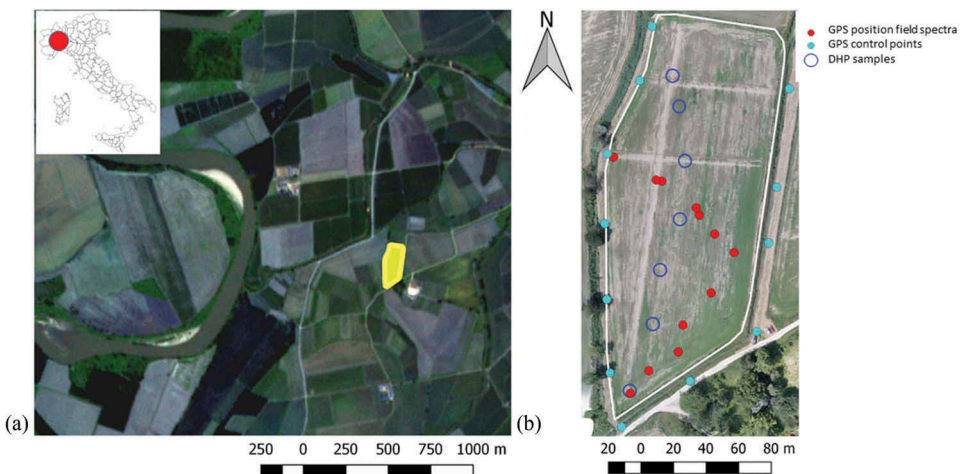 N
GPS position field spectra
GPS control points
DHP samples
(a)
(b)
250 0 250 500 750 1000 m
20 0 20 40 60 80 m